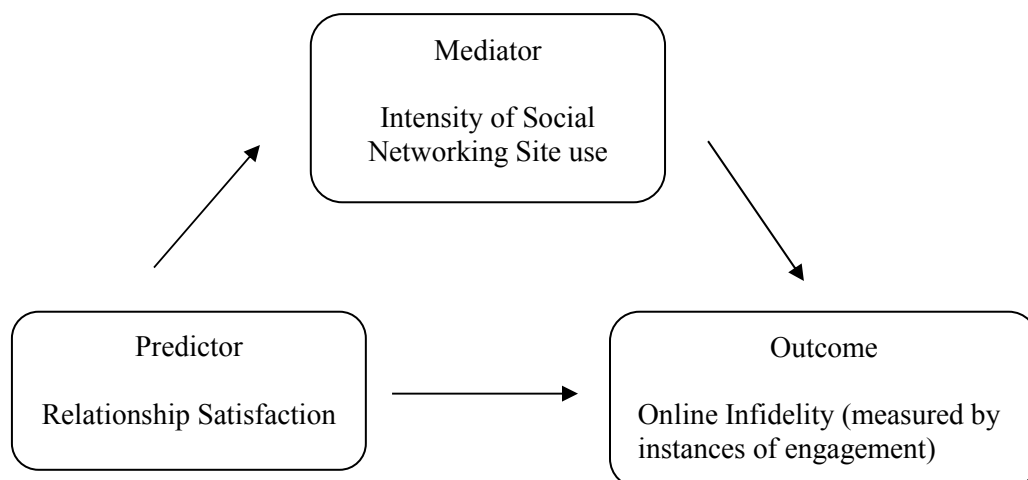 Mediator
Intensity of Social
Networking Site use
Predictor
Relationship Satisfaction
Outcome
Online Infidelity (measured by
instances of engagement)